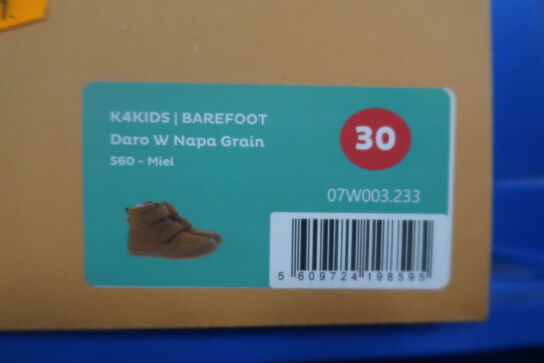 K4KIDS | BAREFOOT
Daro W Napa Grain
560 - Miel
30
07W003.233
5 609724 198595